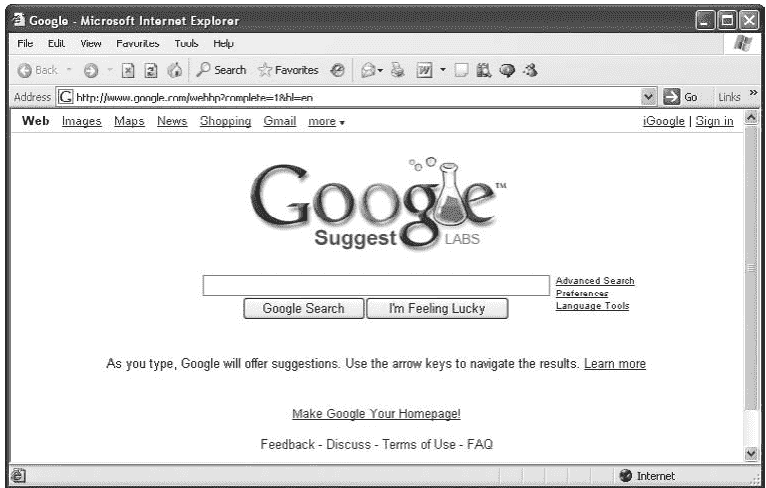 Google - Microsoft Internet Explorer
File Edit View Favorites Tools Help
Back Search Favorites
Address http://www.google.com/webhp?complete=1&hl=en Go Links »
Web Images Maps News Shopping Gmail more iGoogle | Sign in
Google ™
Suggest LABS
Advanced Search
Preferences
Language Tools
Google Search I'm Feeling Lucky
As you type, Google will offer suggestions. Use the arrow keys to navigate the results. Learn more
Make Google Your Homepage!
Feedback - Discuss - Terms of Use - FAQ
Internet